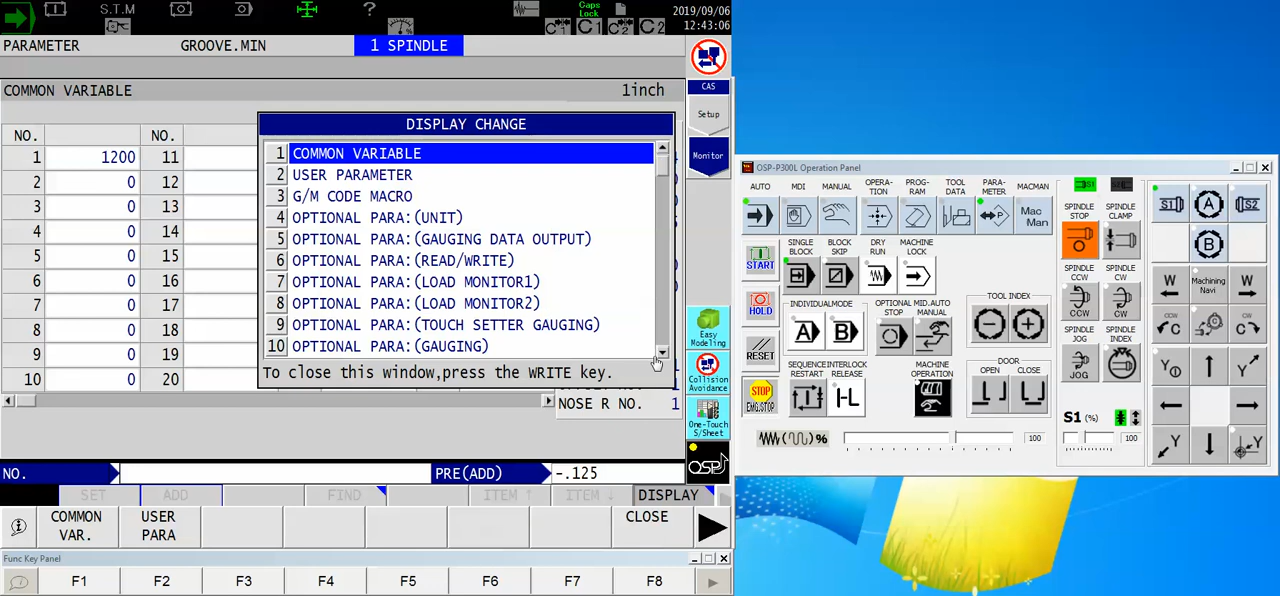 S.T.M
?
Caps
Lock
C1
C1
C2
C2
2019/09/06
12:43:06
PARAMETER
GROOVE.MIN
1 SPINDLE
COMMON VARIABLE
1inch
CAS
Setup
Monitor
NO.
NO.
1 1200 11
2 0 12
3 0 13
4 0 14
5 0 15
6 0 16
7 0 17
8 0 18
9 0 19
10 0 20
DISPLAY CHANGE
1 COMMON VARIABLE
2 USER PARAMETER
3 G/M CODE MACRO
4 OPTIONAL PARA:(UNIT)
5 OPTIONAL PARA:(GAUGING DATA OUTPUT)
6 OPTIONAL PARA:(READ/WRITE)
7 OPTIONAL PARA:(LOAD MONITOR1)
8 OPTIONAL PARA:(LOAD MONITOR2)
9 OPTIONAL PARA:(TOUCH SETTER GAUGING)
10 OPTIONAL PARA:(GAUGING)
To close this window,press the WRITE key.
NOSE R NO. 1
Easy
Modeling
Collision
Avoidance
One-Touch
S/Sheet
OSP
NO.
PRE(ADD)
-.125
SET
ADD
FIND
ITEM ↑
ITEM ↓
DISPLAY
COMMON
VAR.
USER
PARA
CLOSE
Func Key Panel
F1
F2
F3
F4
F5
F6
F7
F8
OSP-P300L Operation Panel
AUTO
MDI
MANUAL
OPERA-
TION
PROG-
RAM
TOOL
DATA
PARA-
METER
MACMAN
Mac
Man
SINGLE
BLOCK
BLOCK
SKIP
DRY
RUN
MACHINE
LOCK
START
HOLD
RESET
STOP
EMG.STOP
INDIVIDUALMODE
A
B
OPTIONAL
STOP
MID.AUTO
MANUAL
SEQUENCE
RESTART
INTERLOCK
RELEASE
I-L
MACHINE
OPERATION
TOOL INDEX
DOOR
OPEN
CLOSE
%
100
SPINDLE
STOP
SPINDLE
CLAMP
SPINDLE
CCW
SPINDLE
CW
CCW
CW
SPINDLE
JOG
SPINDLE
INDEX
JOG
S1 (%)
100
S1
A
S2
B
W
Machining
Navi
W
C
C
Y
Y
Y
Y